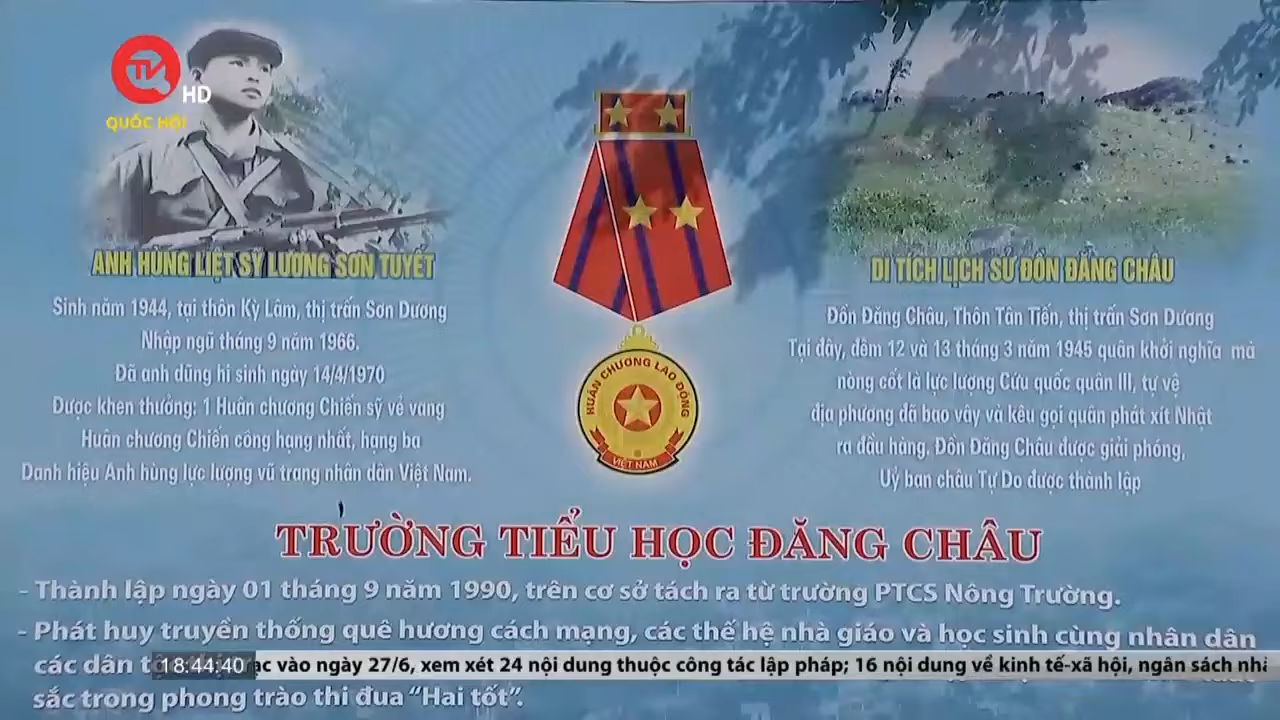 TV
HD
QUỐC HỘI
ANH HÙNG LIỆT SỸ LƯƠNG SƠN TUYẾT
Sinh năm 1944, tại thôn Kỳ Lâm, thị trấn Sơn Dương
Nhập ngũ tháng 9 năm 1966.
Đã anh dũng hi sinh ngày 14/4/1970
Được khen thưởng: 1 Huân chương Chiến sỹ vẻ vang
Huân chương Chiến công hạng nhất, hạng ba
Danh hiệu Anh hùng lực lượng vũ trang nhân dân Việt Nam.
HUÂN CHƯƠNG LAO ĐỘNG
VIỆT NAM
DI TÍCH LỊCH SỬ ĐỒN ĐĂNG CHÂU
Đồn Đăng Châu, Thôn Tân Tiến, thị trấn Sơn Dương
Tại đây, đêm 12 và 13 tháng 3 năm 1945 quân khởi nghĩa mà
nòng cốt là lực lượng Cứu quốc quân III, tự vệ
địa phương đã bao vây và kêu gọi quân phát xít Nhật
ra đầu hàng, Đồn Đăng Châu được giải phóng,
Uỷ ban châu Tự Do được thành lập
TRƯỜNG TIỂU HỌC ĐĂNG CHÂU
- Thành lập ngày 01 tháng 9 năm 1990, trên cơ sở tách ra từ trường PTCS Nông Trường.
- Phát huy truyền thống quê hương cách mạng, các thế hệ nhà giáo và học sinh cùng nhân dân
các dân
18:44:40 ạc vào ngày 27/6, xem xét 24 nội dung thuộc công tác lập pháp; 16 nội dung về kinh tế-xã hội, ngân sách nhà
sắc trong phong trào thi đua “Hai tốt”.